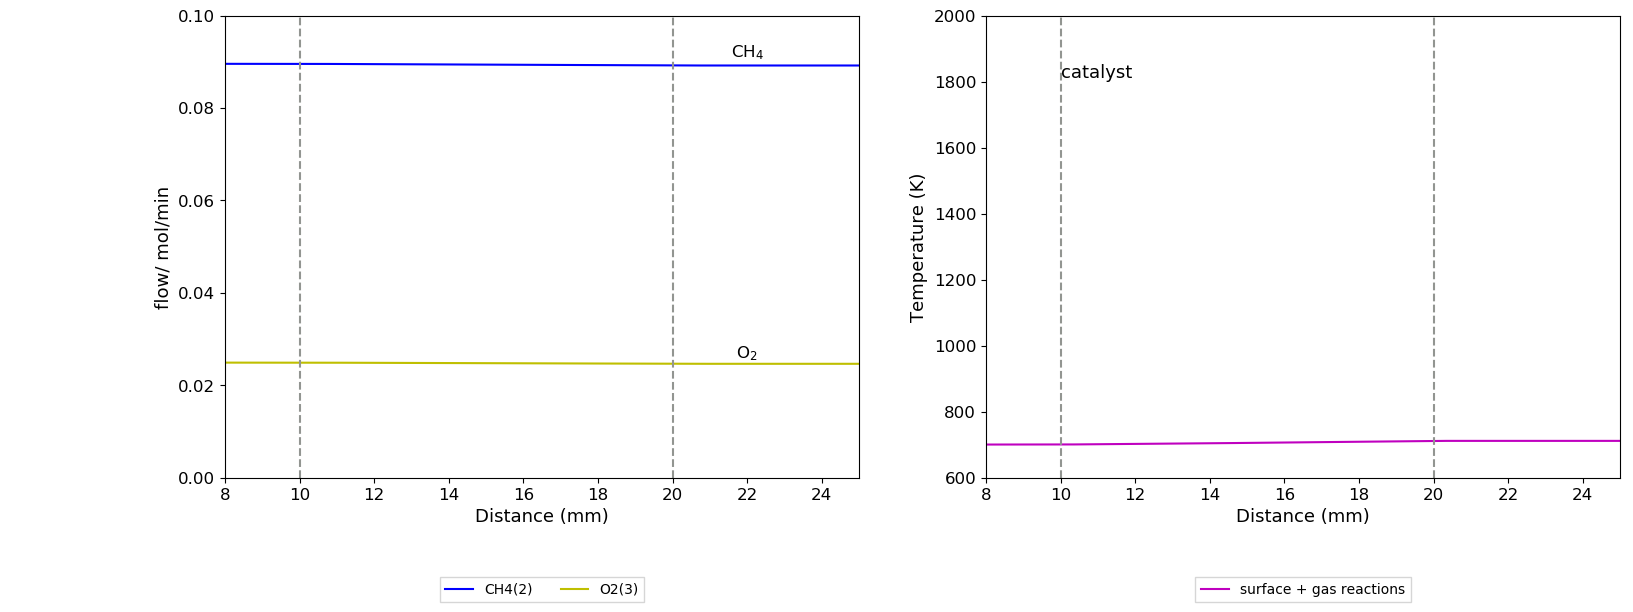 0.10
0.08
0.06
0.04
0.02
0.00
flow/ mol/min
CH₄
O₂
8 10 12 14 16 18 20 22 24
Distance (mm)
CH4(2) O2(3)
2000
1800
1600
1400
1200
1000
800
600
Temperature (K)
catalyst
8 10 12 14 16 18 20 22 24
Distance (mm)
surface + gas reactions